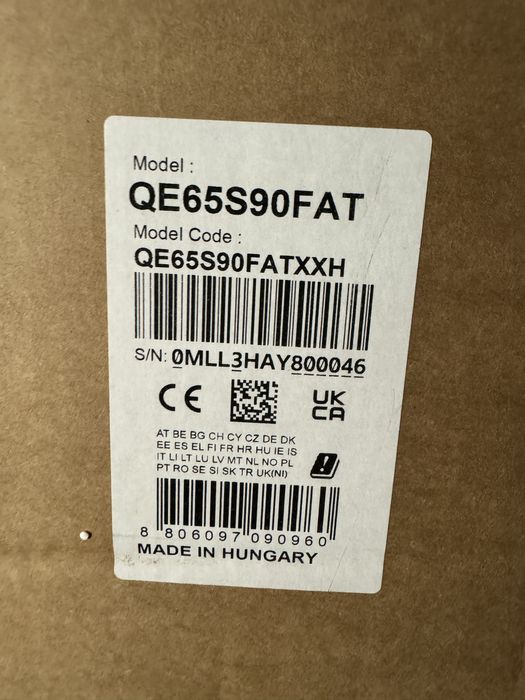 Model :
QE65S90FAT
Model Code :
QE65S90FATXXH
S/N: 0MLL3HAY800046
CE
UK
CA
AT BE BG CH CY CZ DE DK
EE ES EL FI FR HR HU IE IS
IT LI LT LU LV MT NL NO PL
PT RO SE SI SK TR UK(NI)
8 806097 090960
MADE IN HUNGARY